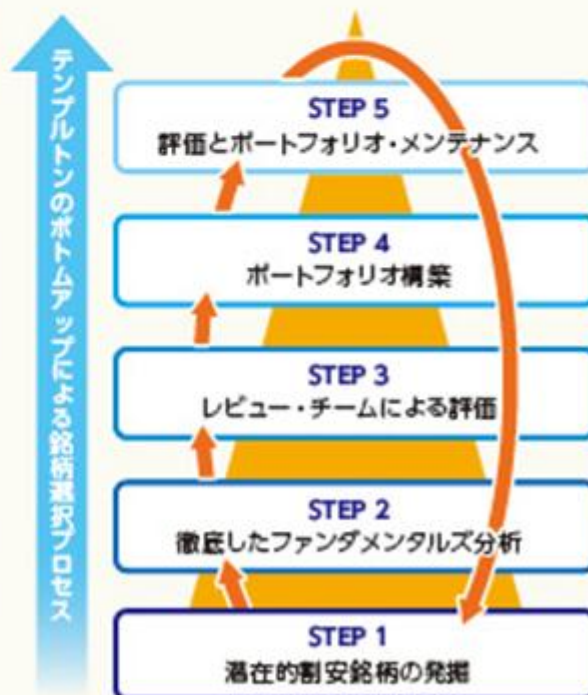 テンプルトンのボトムアップによる銘柄選択プロセス
STEP 5
評価とポートフォリオ・メンテナンス
STEP 4
ポートフォリオ構築
STEP 3
レビュー・チームによる評価
STEP 2
徹底したファンダメンタルズ分析
STEP 1
潜在的割安銘柄の発掘